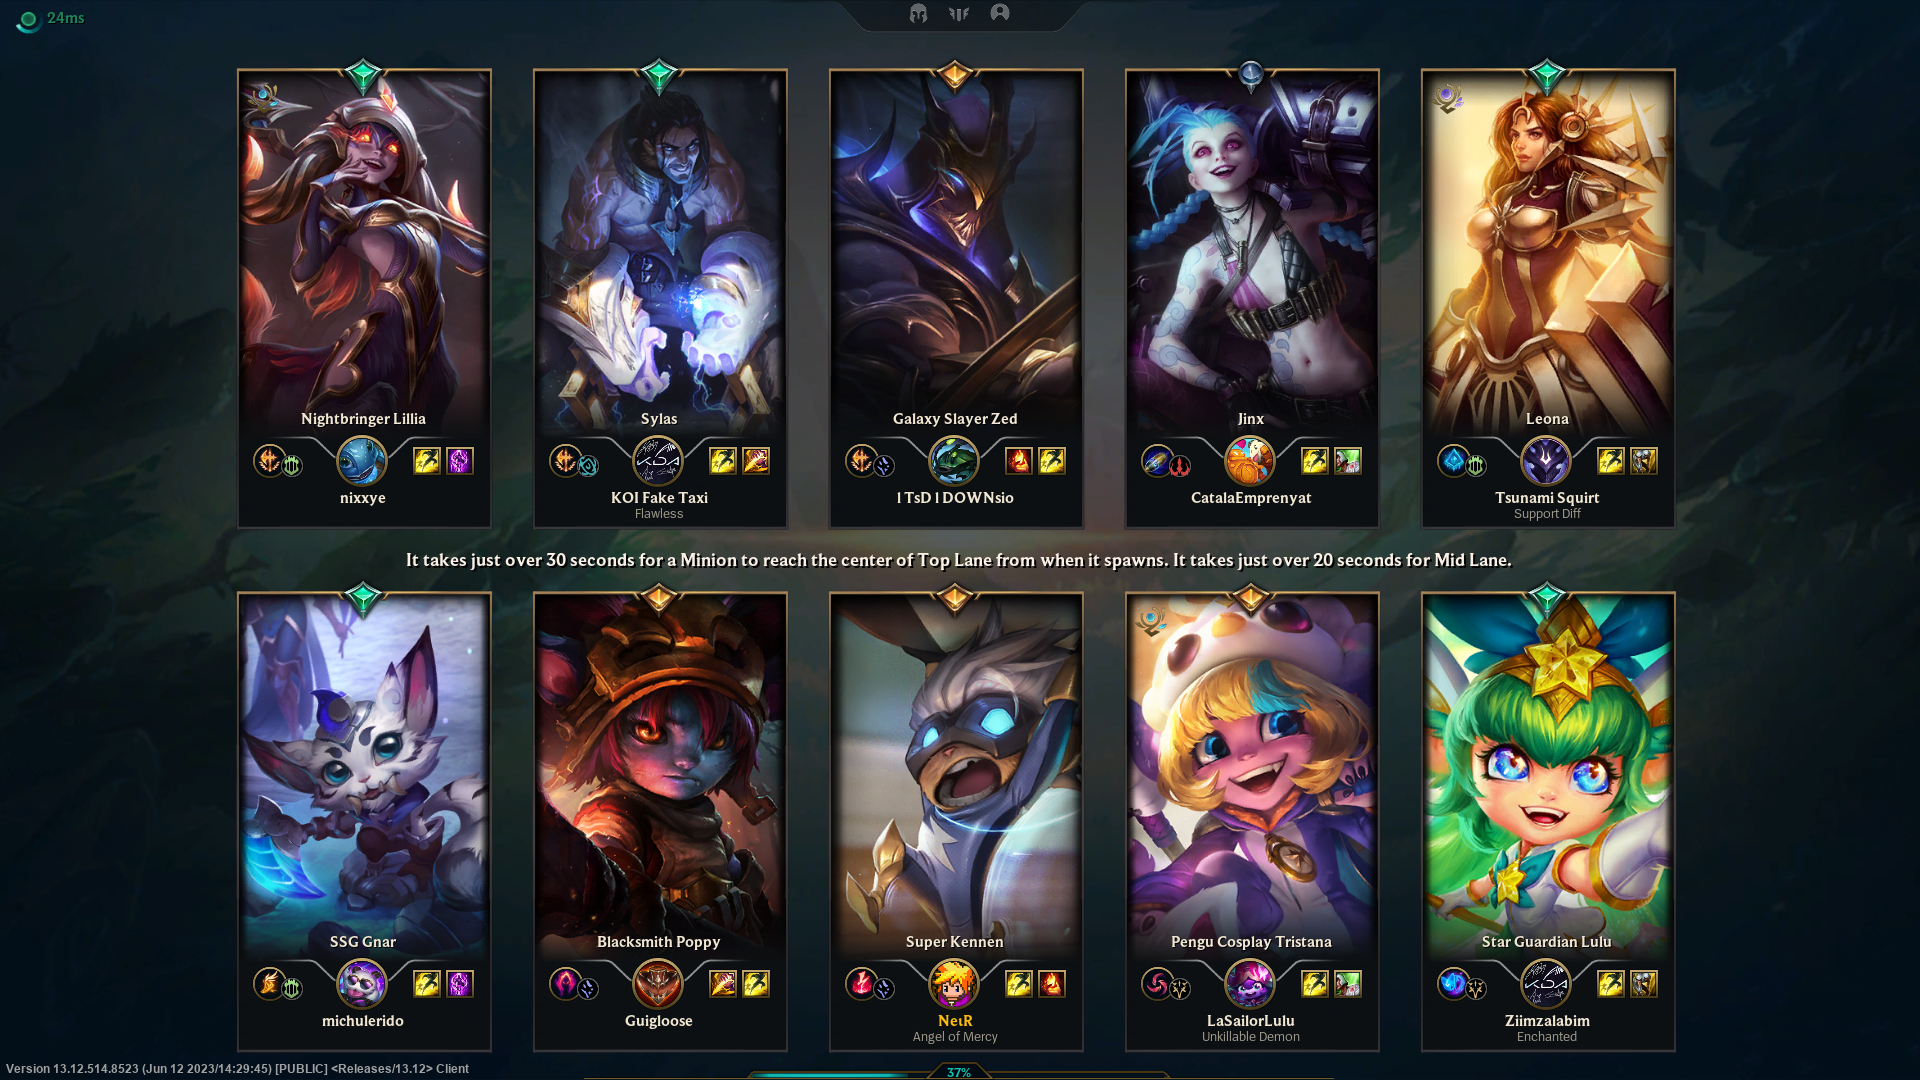 24ms
Nightbringer Lillia
nixxye
Sylas
KOI Fake Taxi
Flawless
Galaxy Slayer Zed
l TsD l DOWNsio
Jinx
CatalaEmprenyat
Leona
Tsunami Squirt
Support Diff
It takes just over 30 seconds for a Minion to reach the center of Top Lane from when it spawns. It takes just over 20 seconds for Mid Lane.
SSG Gnar
michulerido
Blacksmith Poppy
Guigloose
Super Kennen
NeιR
Angel of Mercy
Pengu Cosplay Tristana
LaSailorLulu
Unkillable Demon
Star Guardian Lulu
Ziimzalabim
Enchanted
Version 13.12.514.8523 (Jun 12 2023/14:29:45) [PUBLIC] <Releases/13.12> Client
37%